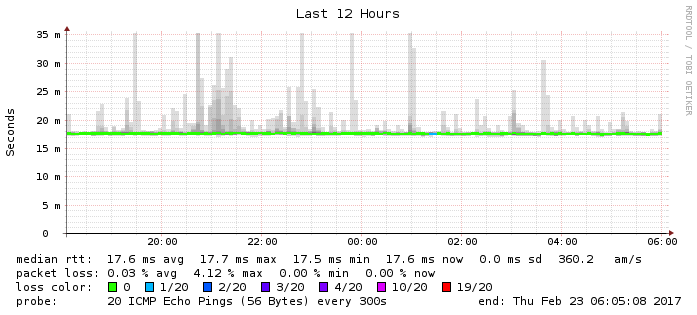 Last 12 Hours
RRDTOOL / TOBI OETIKER
Seconds
35 m
30 m
25 m
20 m
15 m
10 m
5 m
0
20:00 22:00 00:00 02:00 04:00 06:00
median rtt: 17.6 ms avg 17.7 ms max 17.5 ms min 17.6 ms now 0.0 ms sd 360.2 am/s
packet loss: 0.03 % avg 4.12 % max 0.00 % min 0.00 % now
loss color: 0 1/20 2/20 3/20 4/20 10/20 19/20
probe: 20 ICMP Echo Pings (56 Bytes) every 300s end: Thu Feb 23 06:05:08 2017